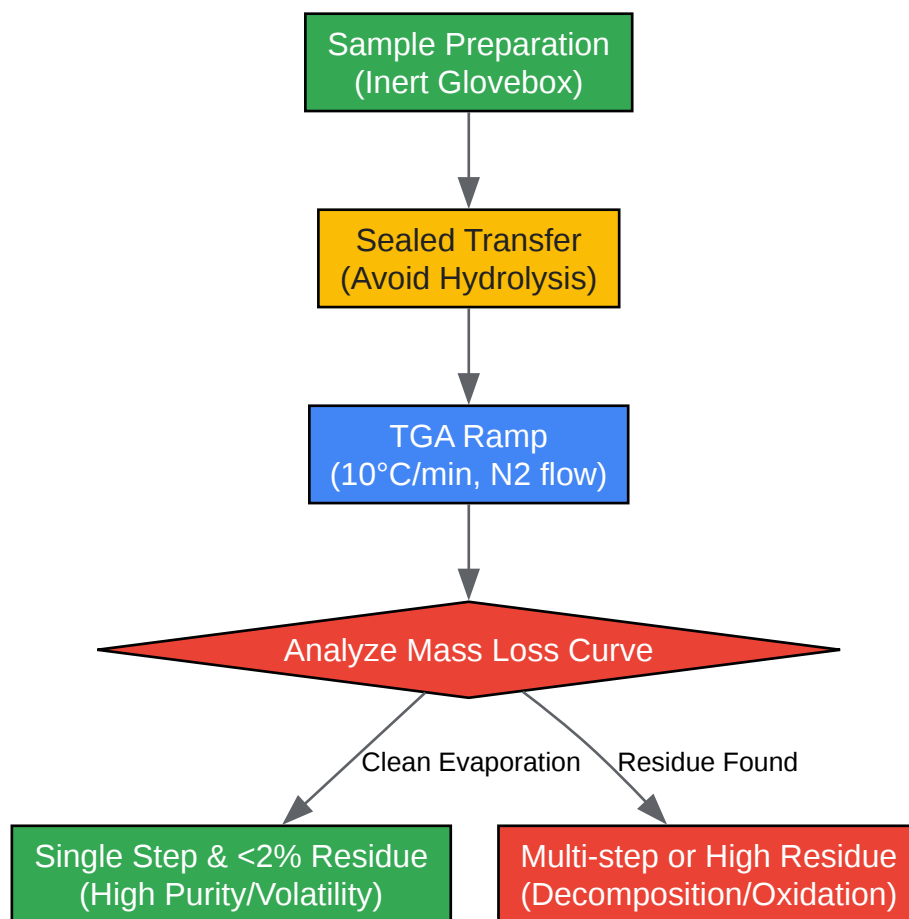 Sample Preparation
(Inert Glovebox)
Sealed Transfer
(Avoid Hydrolysis)
TGA Ramp
(10°C/min, N2 flow)
Analyze Mass Loss Curve
Clean Evaporation
Residue Found
Single Step & <2% Residue
(High Purity/Volatility)
Multi-step or High Residue
(Decomposition/Oxidation)